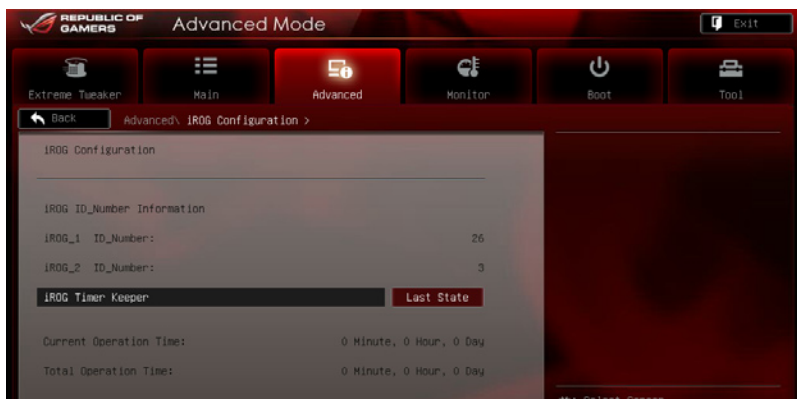 REPUBLIC OF
GAMERS
Advanced Mode
Exit
Extreme Tweaker
Main
Advanced
Monitor
Boot
Tool
Back
Advanced\ iROG Configuration >
iROG Configuration
iROG ID_Number Information
iROG_1 ID_Number: 26
iROG_2 ID_Number: 3
iROG Timer Keeper Last State
Current Operation Time: 0 Minute, 0 Hour, 0 Day
Total Operation Time: 0 Minute, 0 Hour, 0 Day